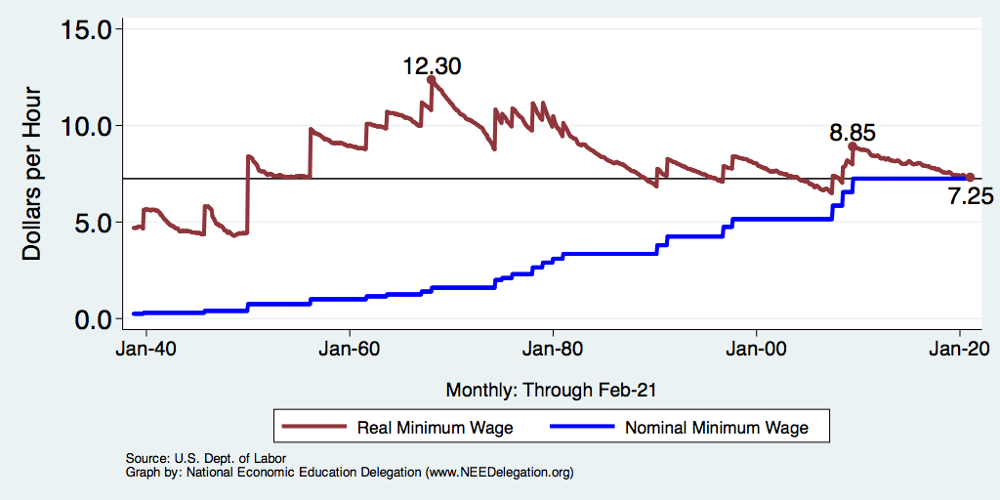 15.0
12.30
10.0
8.85
7.25
5.0
0.0
Dollars per Hour
Jan-40 Jan-60 Jan-80 Jan-00 Jan-20
Monthly: Through Feb-21
Real Minimum Wage Nominal Minimum Wage
Source: U.S. Dept. of Labor
Graph by: National Economic Education Delegation (www.NEEDelegation.org)